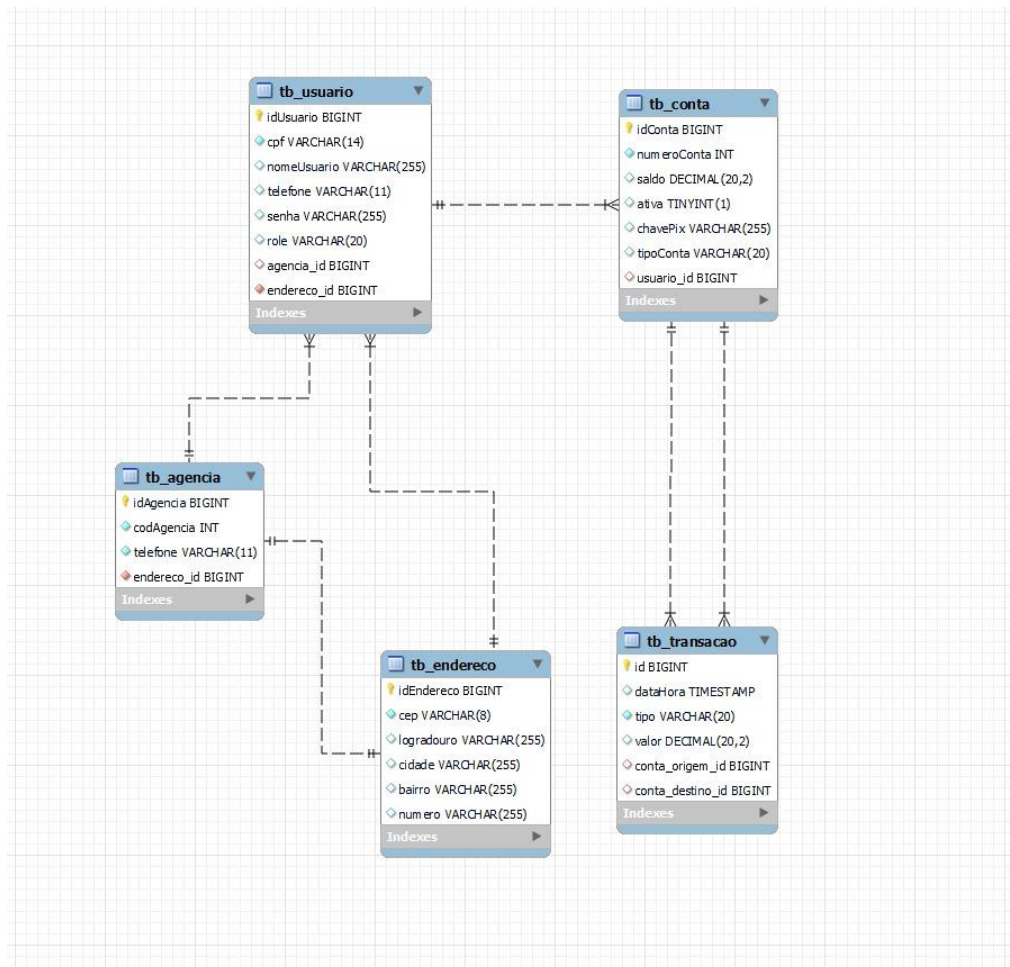 tb_usuario
idUsuario BIGINT
cpf VARCHAR(14)
nomeUsuario VARCHAR(255)
telefone VARCHAR(11)
senha VARCHAR(255)
role VARCHAR(20)
agencia_id BIGINT
endereco_id BIGINT
Indexes
tb_conta
idConta BIGINT
numeroConta INT
saldo DECIMAL(20,2)
ativa TINYINT(1)
chavePix VARCHAR(255)
tipoConta VARCHAR(20)
usuario_id BIGINT
Indexes
tb_agencia
idAgencia BIGINT
codAgencia INT
telefone VARCHAR(11)
endereco_id BIGINT
Indexes
tb_endereco
idEndereco BIGINT
cep VARCHAR(8)
logradouro VARCHAR(255)
cidade VARCHAR(255)
bairro VARCHAR(255)
numero VARCHAR(255)
Indexes
tb_transacao
id BIGINT
dataHora TIMESTAMP
tipo VARCHAR(20)
valor DECIMAL(20,2)
conta_origem_id BIGINT
conta_destino_id BIGINT
Indexes